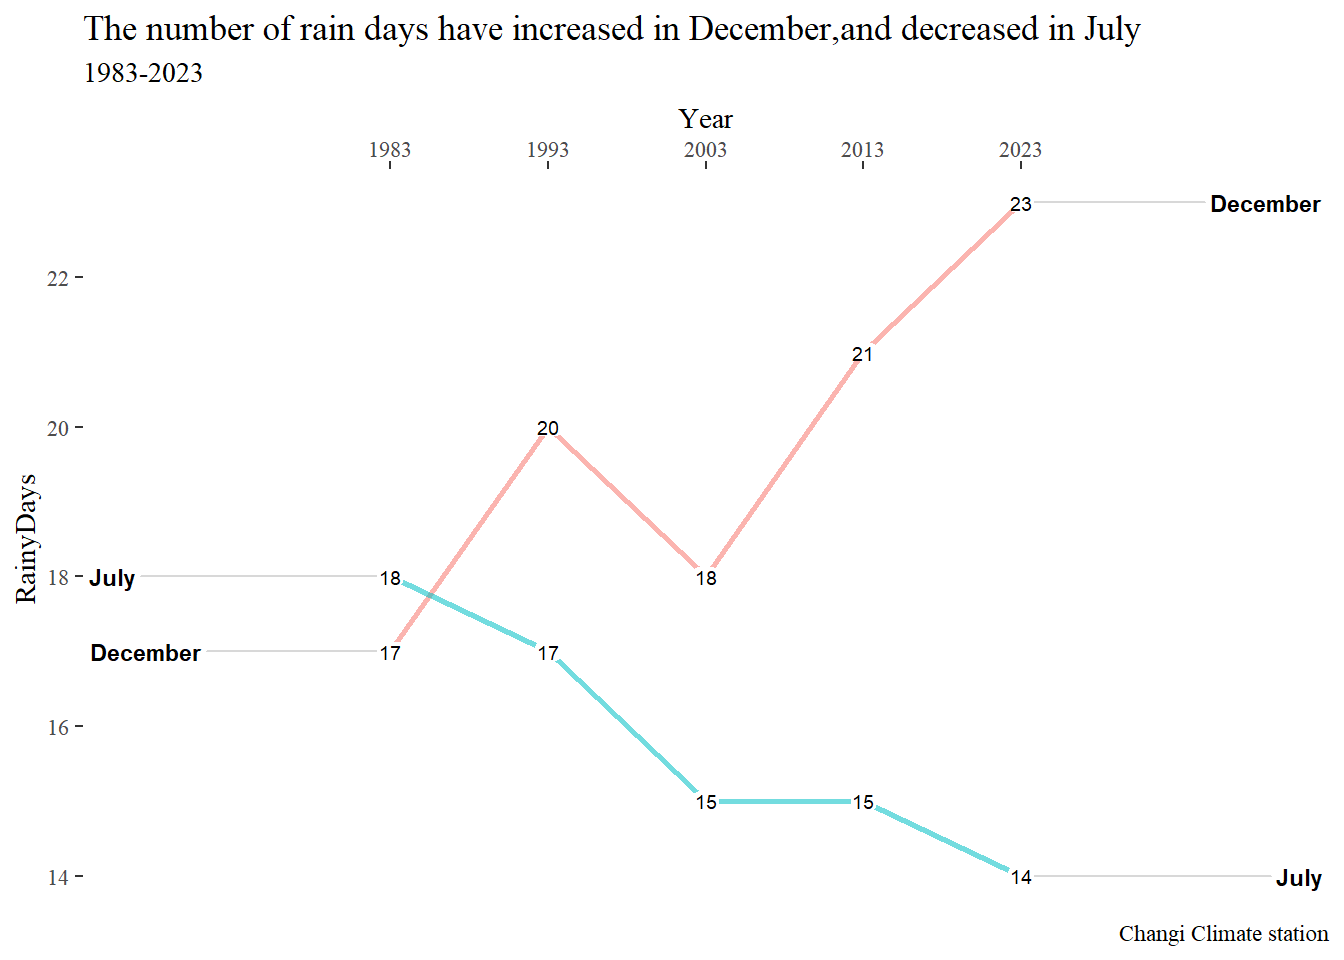 The number of rain days have increased in December,and decreased in July
1983-2023
Year
1983 1993 2003 2013 2023
23 December
22
21
20 20
RainyDays
18 July 18 18
December 17 17
16
15 15
14 14 July
Changi Climate station